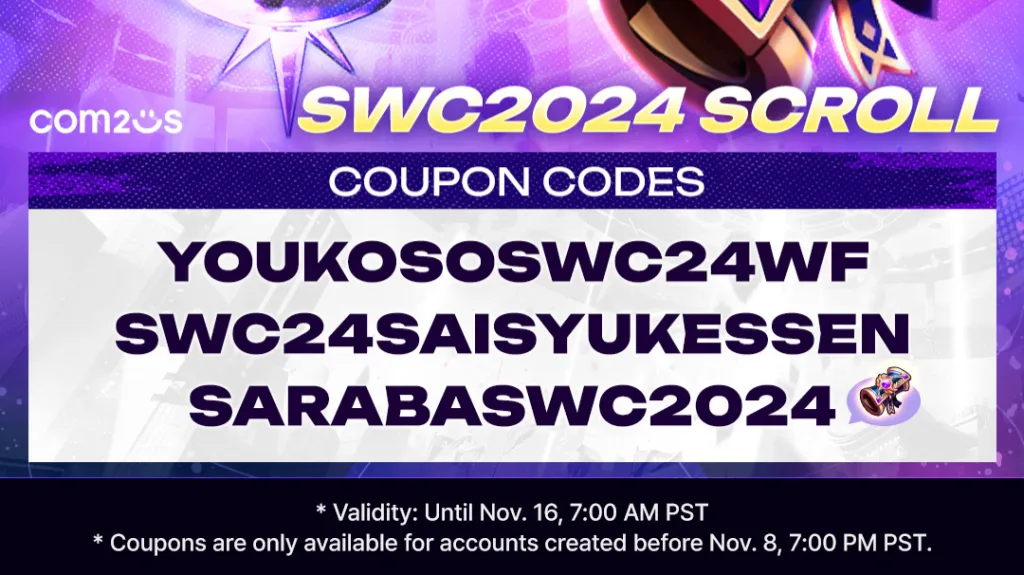 com2us
SWC2024 SCROLL
COUPON CODES
YOUKOSOSWC24WF
SWC24SAISYUKESSEN
SARABASWC2024
* Validity: Until Nov. 16, 7:00 AM PST
* Coupons are only available for accounts created before Nov. 8, 7:00 PM PST.